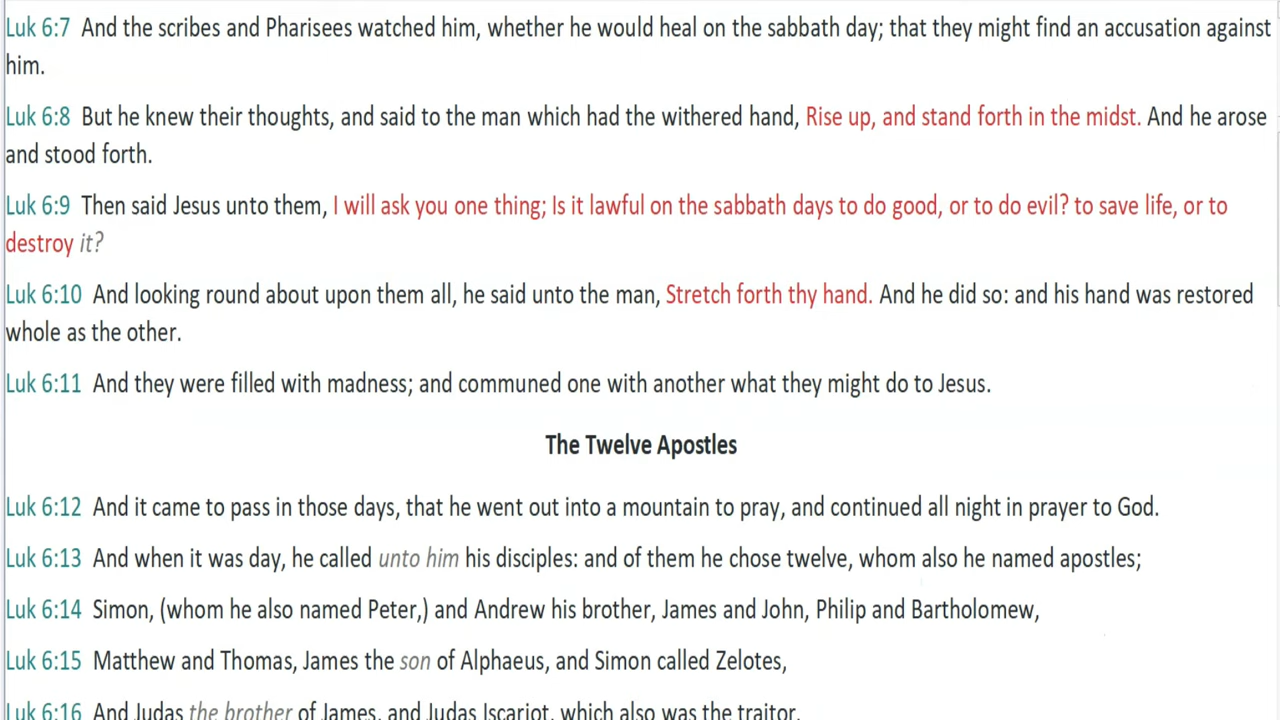 Luk 6:7 And the scribes and Pharisees watched him, whether he would heal on the sabbath day; that they might find an accusation against
him.
Luk 6:8 But he knew their thoughts, and said to the man which had the withered hand, Rise up, and stand forth in the midst. And he arose
and stood forth.
Luk 6:9 Then said Jesus unto them, I will ask you one thing; Is it lawful on the sabbath days to do good, or to do evil? to save life, or to
destroy it?
Luk 6:10 And looking round about upon them all, he said unto the man, Stretch forth thy hand. And he did so: and his hand was restored
whole as the other.
Luk 6:11 And they were filled with madness; and communed one with another what they might do to Jesus.
The Twelve Apostles
Luk 6:12 And it came to pass in those days, that he went out into a mountain to pray, and continued all night in prayer to God.
Luk 6:13 And when it was day, he called unto him his disciples: and of them he chose twelve, whom also he named apostles;
Luk 6:14 Simon, (whom he also named Peter,) and Andrew his brother, James and John, Philip and Bartholomew,
Luk 6:15 Matthew and Thomas, James the son of Alphaeus, and Simon called Zelotes,
Luk 6:16 And Judas the brother of James, and Judas Iscariot, which also was the traitor.